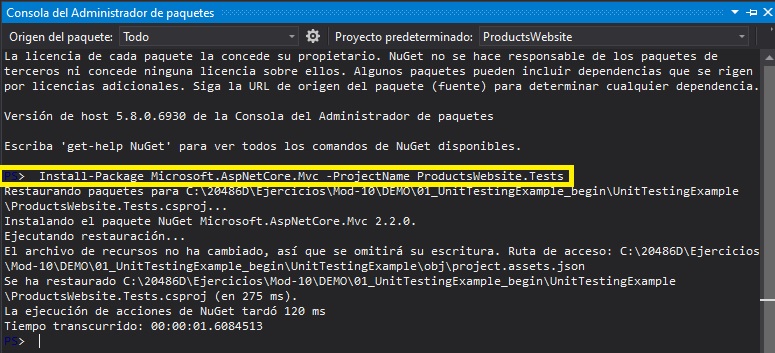 Consola del Administrador de paquetes
Origen del paquete: Todo Proyecto predeterminado: ProductsWebsite
La licencia de cada paquete la concede su propietario. NuGet no se hace responsable de los paquetes de
terceros ni concede ninguna licencia sobre ellos. Algunos paquetes pueden incluir dependencias que se rigen
por licencias adicionales. Siga la URL de origen del paquete (fuente) para determinar cualquier dependencia.
Versión de host 5.8.0.6930 de la Consola del Administrador de paquetes
Escriba 'get-help NuGet' para ver todos los comandos de NuGet disponibles.
PS> Install-Package Microsoft.AspNetCore.Mvc -ProjectName ProductsWebsite.Tests
Restaurando paquetes para C:\20486D\Ejercicios\Mod-10\DEMO\01_UnitTestingExample_begin\UnitTestingExample
\ProductsWebsite.Tests.csproj...
Instalando el paquete NuGet Microsoft.AspNetCore.Mvc 2.2.0.
Ejecutando restauración...
El archivo de recursos no ha cambiado, así que se omitirá su escritura. Ruta de acceso: C:\20486D\Ejercicios
\Mod-10\DEMO\01_UnitTestingExample_begin\UnitTestingExample\obj\project.assets.json
Se ha restaurado C:\20486D\Ejercicios\Mod-10\DEMO\01_UnitTestingExample_begin\UnitTestingExample
\ProductsWebsite.Tests.csproj (en 275 ms).
La ejecución de acciones de NuGet tardó 120 ms
Tiempo transcurrido: 00:00:01.6084513
PS>